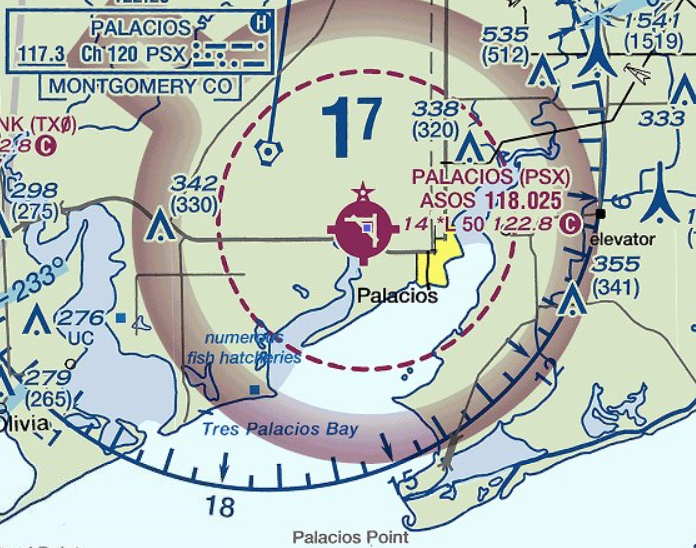 PALACIOS
H
117.3 Ch 120 PSX
MONTGOMERY CO
1541
(1519)
535
(512)
17
338
(320)
333
NK (TXØ)
2.8 C
298
(275)
342
(330)
PALACIOS (PSX)
ASOS 118.025
14 *L 50 122.8 C
elevator
233°
355
(341)
Palacios
276
UC
numerous
fish hatcheries
12
279
(265)
Olivia
Tres Palacios Bay
15
18
Palacios Point